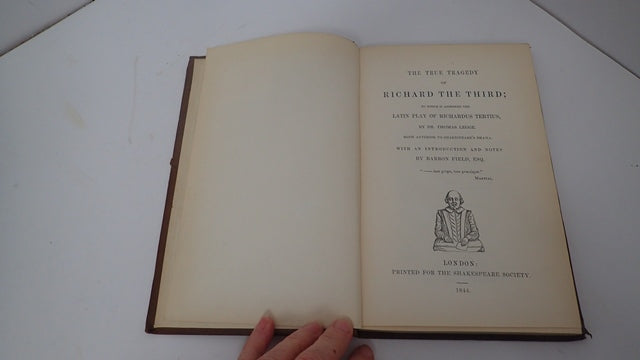 THE TRUE TRAGEDY
OF
RICHARD THE THIRD;
TO WHICH IS APPENDED THE
LATIN PLAY OF RICHARDUS TERTIUS,
BY DR. THOMAS LEGGE.
BOTH ANTERIOR TO SHAKESPEARE'S DRAMA.
WITH AN INTRODUCTION AND NOTES
BY BARRON FIELD, ESQ.
MARTIAL.
LONDON:
PRINTED FOR THE SHAKESPEARE SOCIETY.
1844.